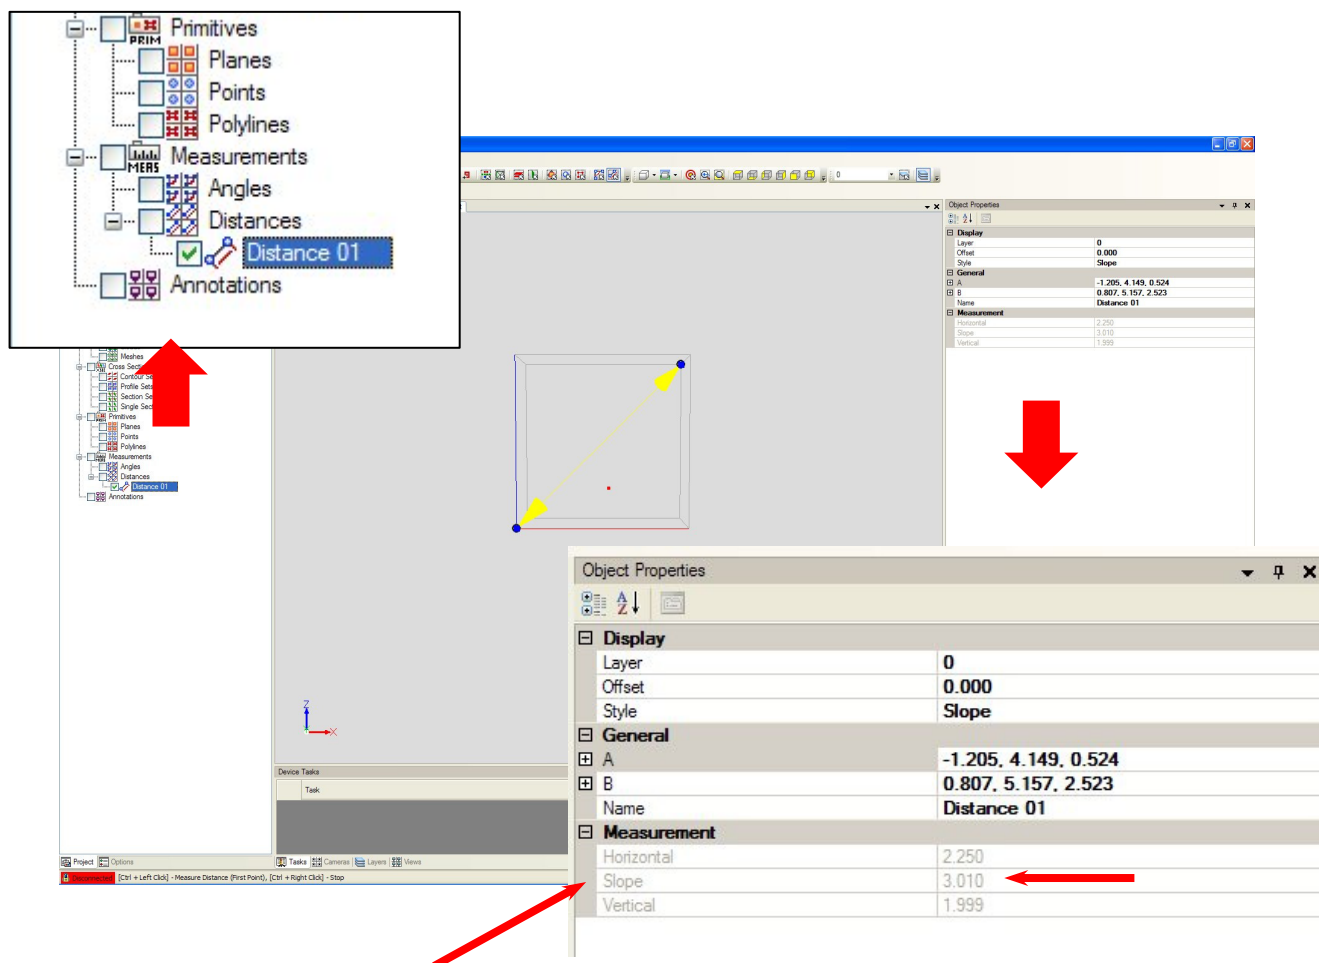 PRIM Primitives
Planes
Points
Polylines
MEAS Measurements
Angles
Distances
Distance 01
Annotations
Meshes
Cross Sect
Contour Se
Profile Sets
Section Se
Single Sec
Primitives
Planes
Points
Polylines
Measurements
Angles
Distances
Distance 01
Annotations
Project Options
Disconnected [Ctrl + Left Click] - Measure Distance (First Point), [Ctrl + Right Click] - Stop
0
Z
X
Device Tasks
Task
Tasks Cameras Layers Views
Object Properties
Display
Layer 0
Offset 0.000
Style Slope
General
A -1.205, 4.149, 0.524
B 0.807, 5.157, 2.523
Name Distance 01
Measurement
Horizontal 2.250
Slope 3.010
Vertical 1.999
Object Properties
Display
Layer 0
Offset 0.000
Style Slope
General
A -1.205, 4.149, 0.524
B 0.807, 5.157, 2.523
Name Distance 01
Measurement
Horizontal 2.250
Slope 3.010
Vertical 1.999